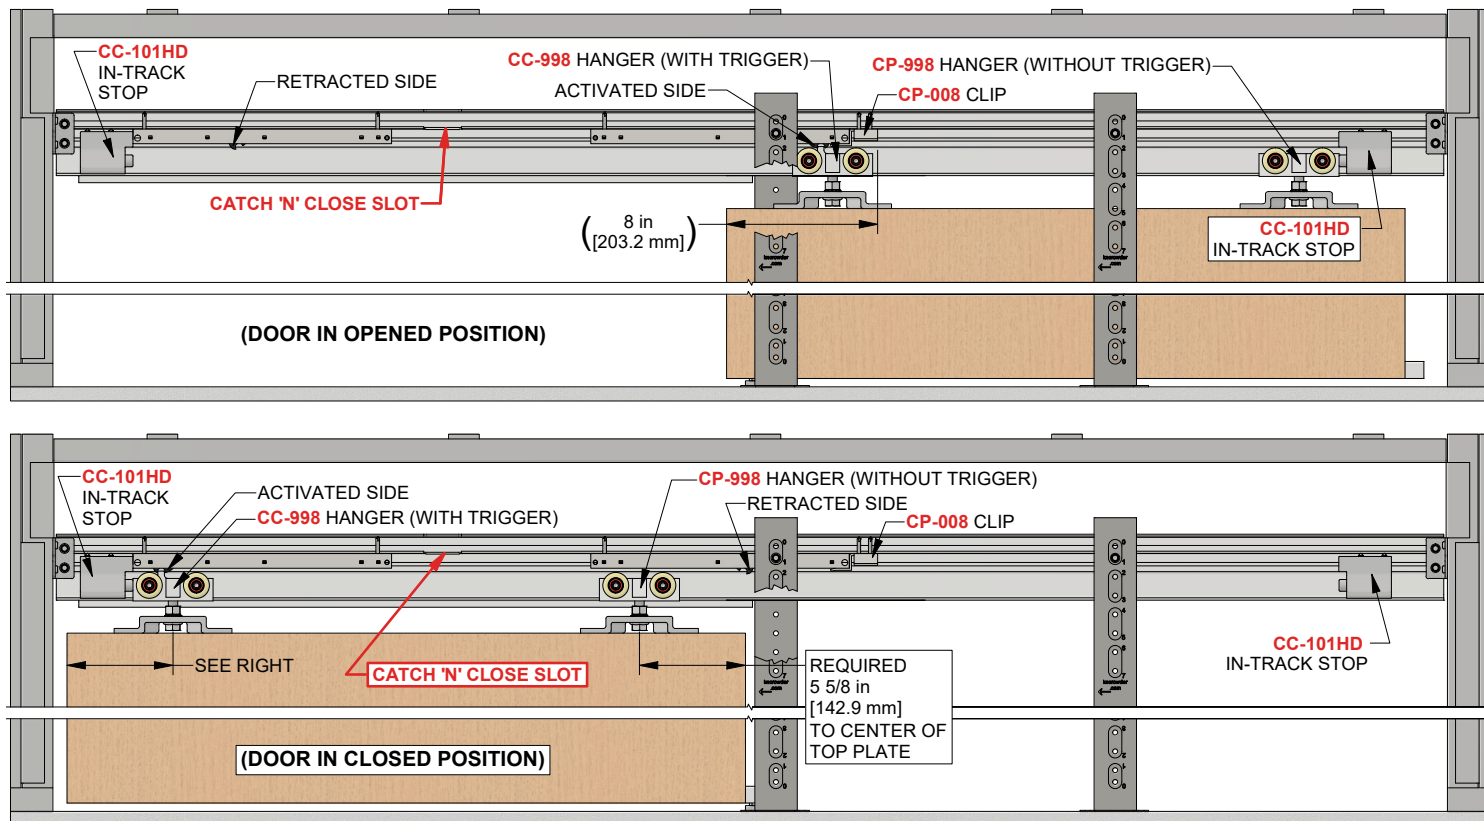 CC-101HD
IN-TRACK
STOP
RETRACTED SIDE
CC-998 HANGER (WITH TRIGGER)
ACTIVATED SIDE
CP-998 HANGER (WITHOUT TRIGGER)
CP-008 CLIP
CATCH 'N' CLOSE SLOT
(8 in
[203.2 mm])
CC-101HD
IN-TRACK STOP
(DOOR IN OPENED POSITION)
CC-101HD
IN-TRACK
STOP
ACTIVATED SIDE
CC-998 HANGER (WITH TRIGGER)
CP-998 HANGER (WITHOUT TRIGGER)
RETRACTED SIDE
CP-008 CLIP
SEE RIGHT
CATCH 'N' CLOSE SLOT
REQUIRED
5 5/8 in
[142.9 mm]
TO CENTER OF
TOP PLATE
CC-101HD
IN-TRACK STOP
(DOOR IN CLOSED POSITION)